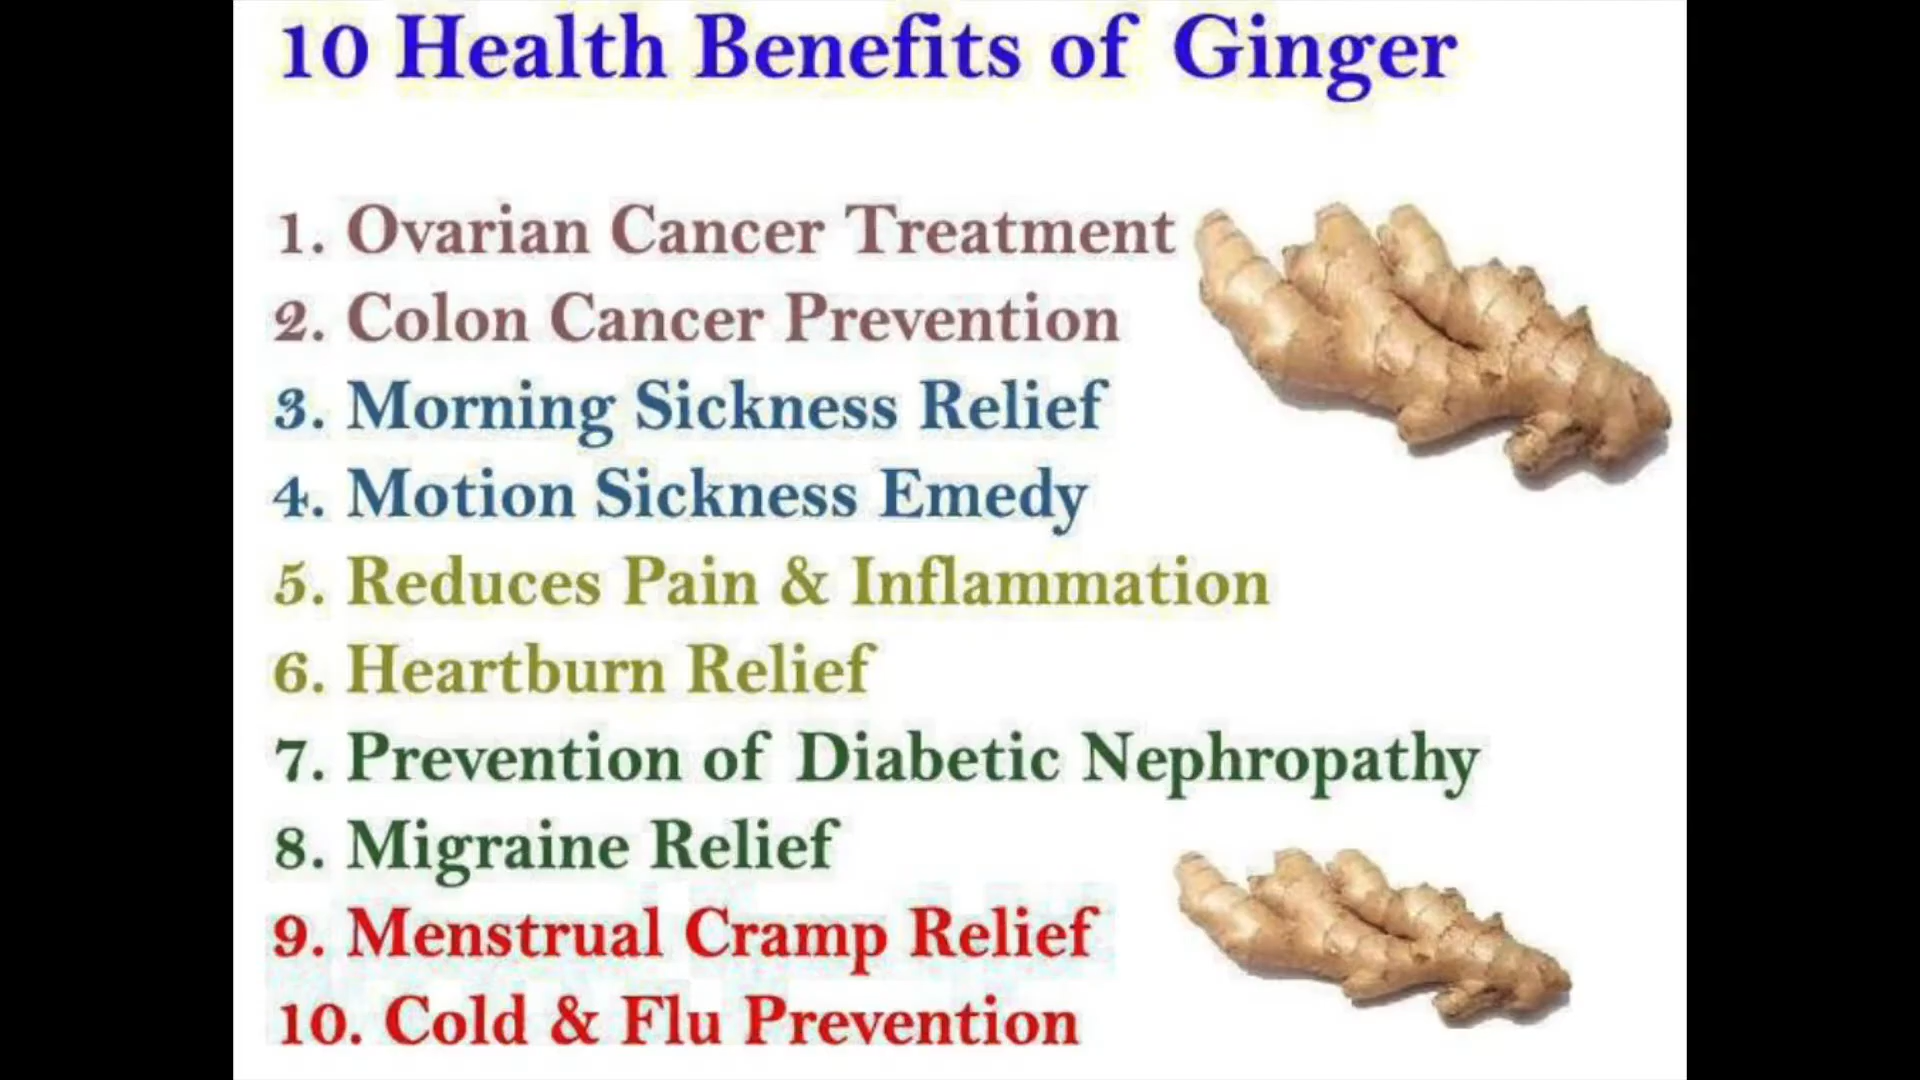 10 Health Benefits of Ginger
1. Ovarian Cancer Treatment
2. Colon Cancer Prevention
3. Morning Sickness Relief
4. Motion Sickness Emedy
5. Reduces Pain & Inflammation
6. Heartburn Relief
7. Prevention of Diabetic Nephropathy
8. Migraine Relief
9. Menstrual Cramp Relief
10. Cold & Flu Prevention